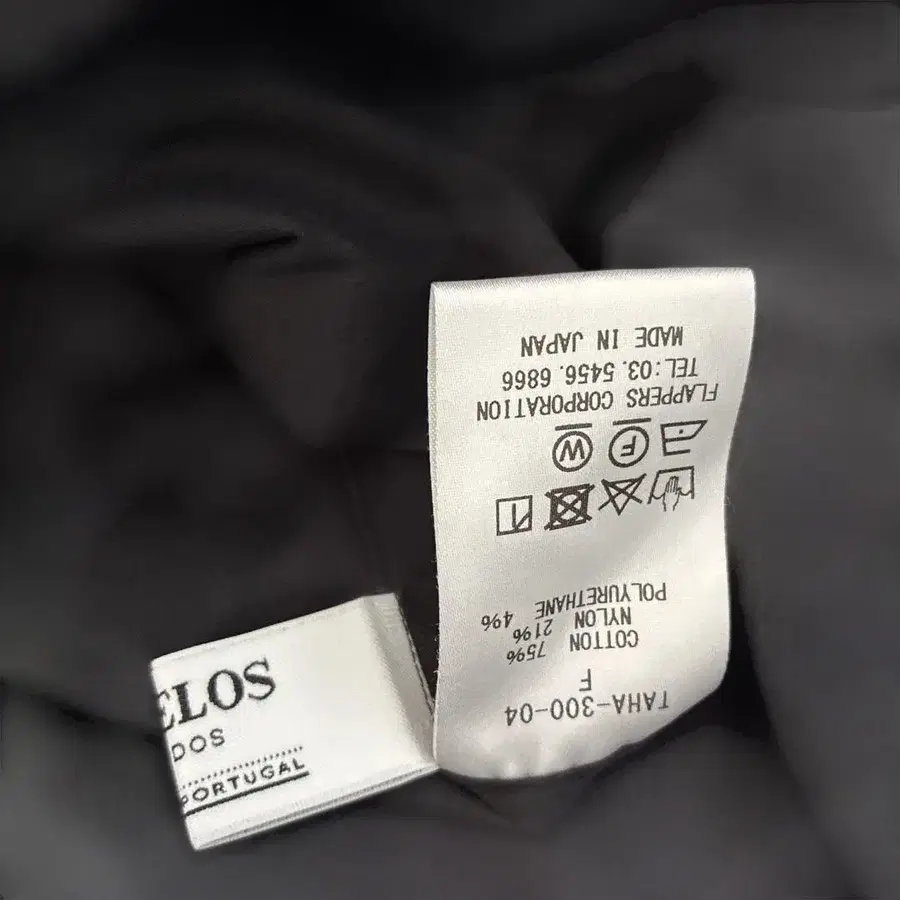 TAHA-300-04
F
COTTON 75%
NYLON 21%
POLYURETHANE 4%
FLAPPERS CORPORATION
TEL:03.5456.6866
MADE IN JAPAN
ELOS
DOS
PORTUGAL